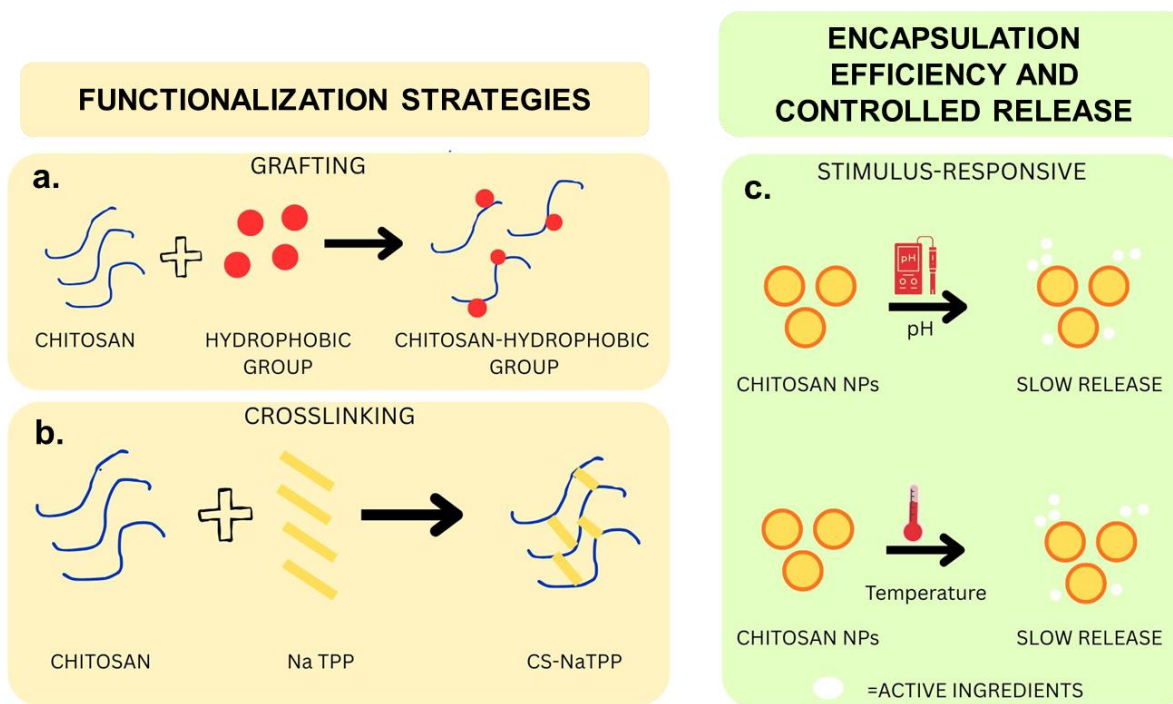 FUNCTIONALIZATION STRATEGIES
a.
GRAFTING
CHITOSAN
HYDROPHOBIC
GROUP
CHITOSAN-HYDROPHOBIC
GROUP
b.
CROSSLINKING
CHITOSAN
Na TPP
CS-NaTPP
ENCAPSULATION
EFFICIENCY AND
CONTROLLED RELEASE
c.
STIMULUS-RESPONSIVE
pH
pH
CHITOSAN NPs
SLOW RELEASE
Temperature
CHITOSAN NPs
SLOW RELEASE
=ACTIVE INGREDIENTS